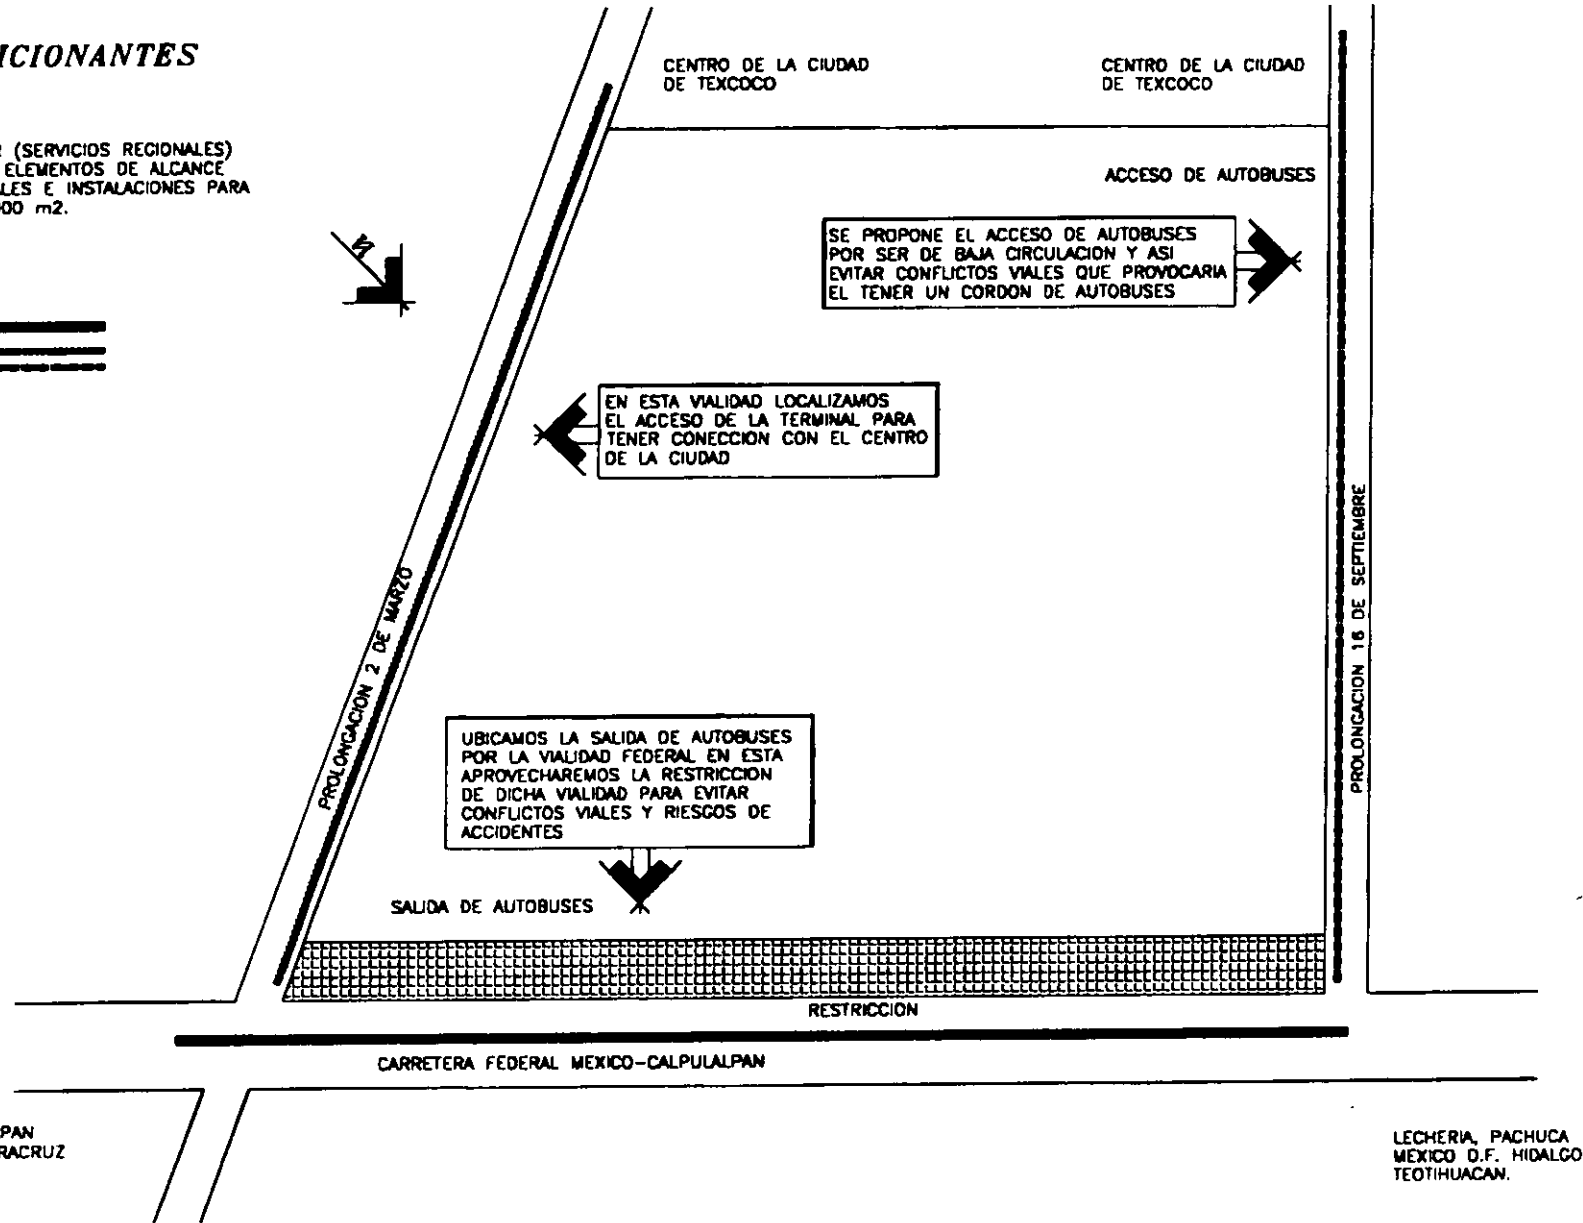 ICIONANTES
(SERVICIOS REGIONALES)
ELEMENTOS DE ALCANCE
LES E INSTALACIONES PARA
00 m2.
N
CENTRO DE LA CIUDAD
DE TEXCOCO
CENTRO DE LA CIUDAD
DE TEXCOCO
ACCESO DE AUTOBUSES
SE PROPONE EL ACCESO DE AUTOBUSES
POR SER DE BAJA CIRCULACION Y ASI
EVITAR CONFLICTOS VIALES QUE PROVOCARIA
EL TENER UN CORDON DE AUTOBUSES
EN ESTA VIALIDAD LOCALIZAMOS
EL ACCESO DE LA TERMINAL PARA
TENER CONECCION CON EL CENTRO
DE LA CIUDAD
PROLONGACION 2 DE MARZO
PROLONGACION 16 DE SEPTIEMBRE
UBICAMOS LA SALIDA DE AUTOBUSES
POR LA VIALIDAD FEDERAL EN ESTA
APROVECHAREMOS LA RESTRICCION
DE DICHA VIALIDAD PARA EVITAR
CONFLICTOS VIALES Y RIESGOS DE
ACCIDENTES
SALIDA DE AUTOBUSES
RESTRICCION
CARRETERA FEDERAL MEXICO-CALPULALPAN
PAN
RACRUZ
LECHERIA, PACHUCA
MEXICO D.F. HIDALGO
TEOTIHUACAN.